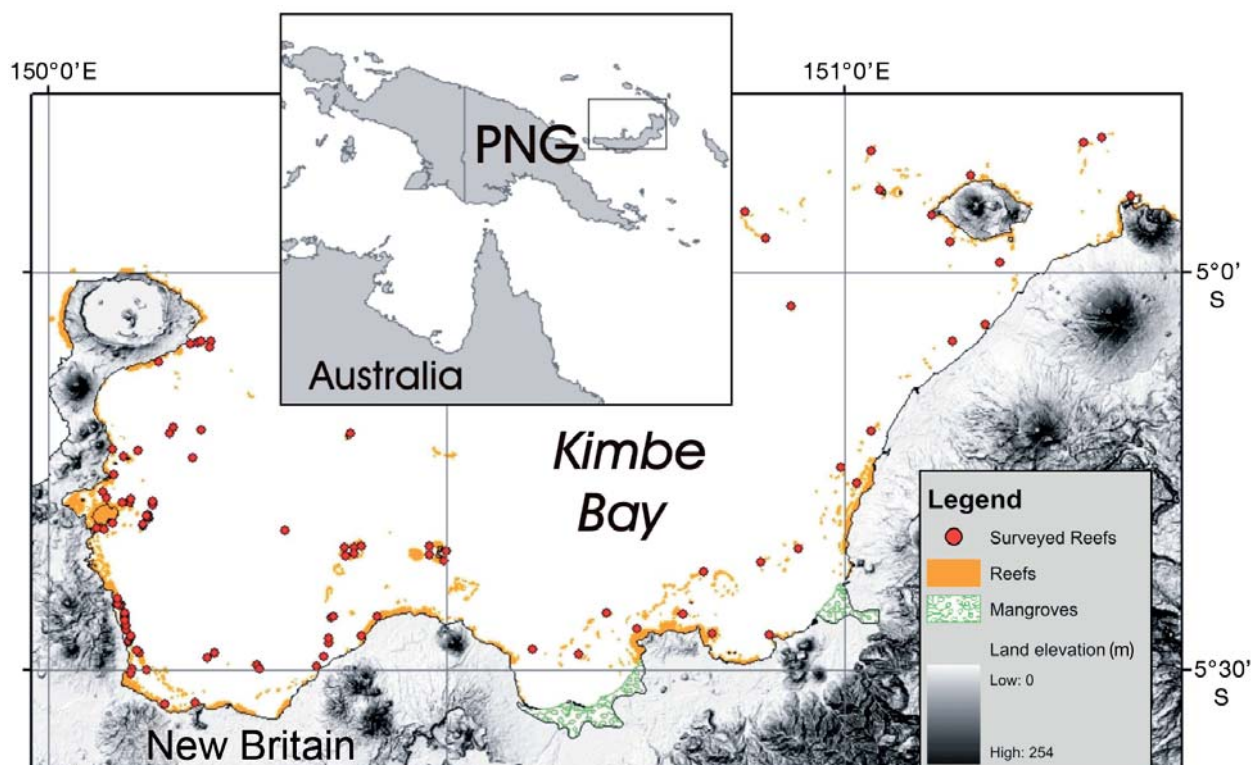 150°0'E
151°0'E
PNG
Australia
5°0'
S
Kimbe
Bay
Legend
Surveyed Reefs
Reefs
Mangroves
Land elevation (m)
Low: 0
High: 254
5°30'
S
New Britain